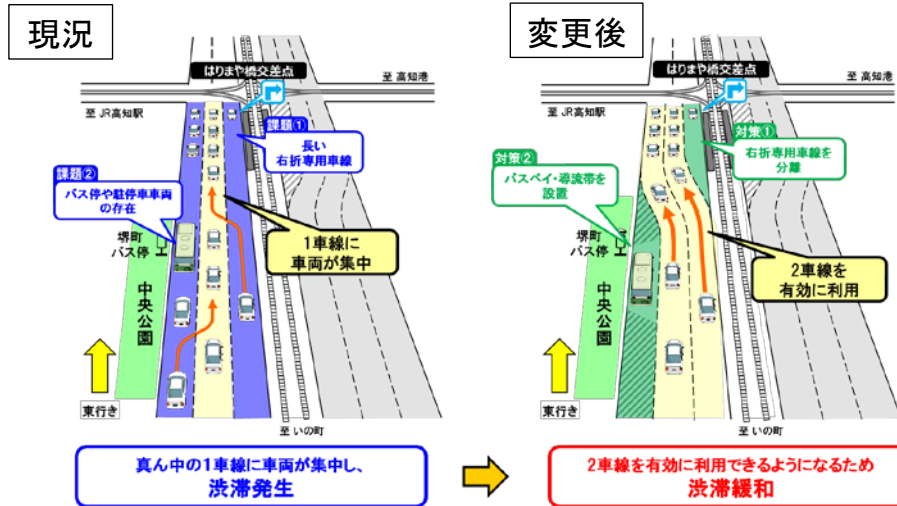 現況
はりまや橋交差点
至 高知港
至 JR高知駅
課題①
長い
右折専用車線
課題②
バス停や駐停車車両
の存在
1車線に
車両が集中
堺町
バス停
中央公園
東行き
至 いの町
真ん中の1車線に車両が集中し、
渋滞発生
変更後
はりまや橋交差点
至 高知港
至 JR高知駅
対策①
右折専用車線を
分離
対策②
バスベイ・導流帯を
設置
2車線を
有効に利用
堺町
バス停
中央公園
東行き
至 いの町
2車線を有効に利用できるようになるため
渋滞緩和